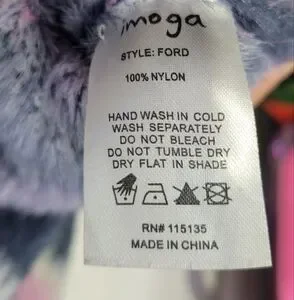 imoga
STYLE: FORD
100% NYLON
HAND WASH IN COLD
WASH SEPARATELY
DO NOT BLEACH
DO NOT TUMBLE DRY
DRY FLAT IN SHADE
RN# 115135
MADE IN CHINA